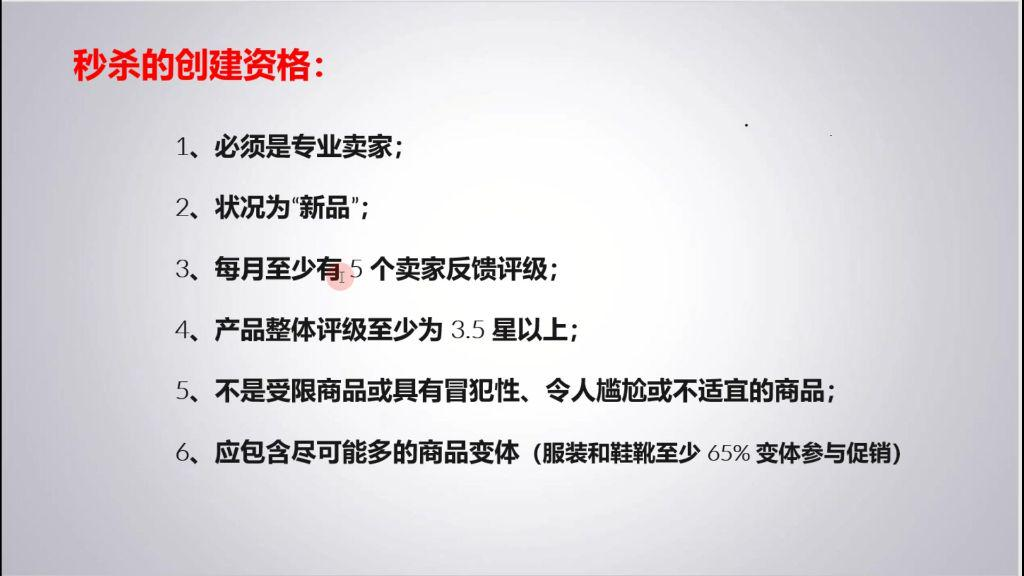 秒杀的创建资格：
1、必须是专业卖家；
2、状况为“新品”；
3、每月至少有 5 个卖家反馈评级；
4、产品整体评级至少为 3.5 星以上；
5、不是受限商品或具有冒犯性、令人尴尬或不适宜的商品；
6、应包含尽可能多的商品变体（服装和鞋靴至少 65% 变体参与促销）